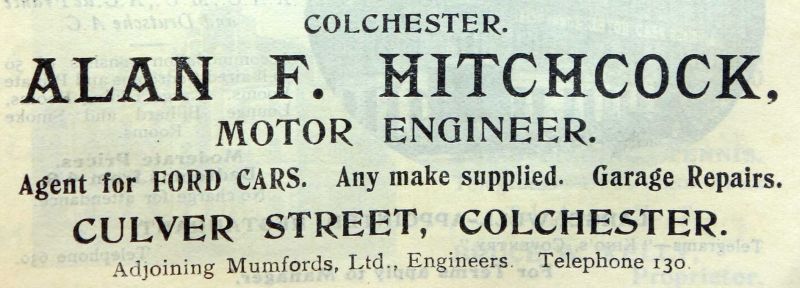 COLCHESTER.
ALAN F. HITCHCOCK,
MOTOR ENGINEER.
Agent for FORD CARS. Any make supplied. Garage Repairs.
CULVER STREET, COLCHESTER.
Adjoining Mumfords, Ltd., Engineers. Telephone 130